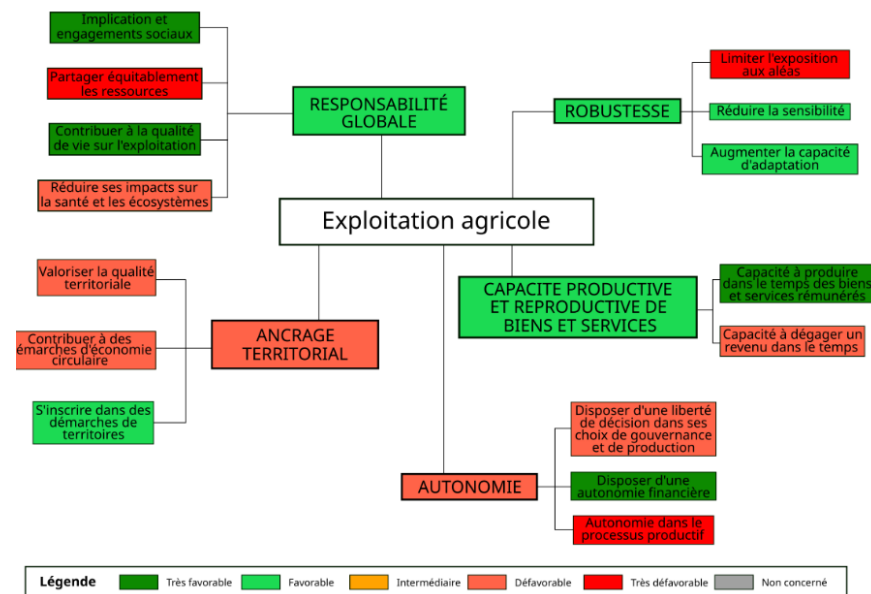 Implication et
engagements sociaux
Partager équitablement
les ressources
Contribuer à la qualité
de vie sur l'exploitation
Réduire ses impacts sur
la santé et les écosystèmes
RESPONSABILITÉ
GLOBALE
ROBUSTESSE
Limiter l'exposition
aux aléas
Réduire la sensibilité
Augmenter la capacité
d'adaptation
Exploitation agricole
Valoriser la qualité
territoriale
Contribuer à des
émarches d'économie
circulaire
S'inscrire dans des
démarches de
territoires
ANCRAGE
TERRITORIAL
CAPACITE PRODUCTIVE
ET REPRODUCTIVE DE
BIENS ET SERVICES
Capacité à produire
dans le temps des biens
et services rémunérés
Capacité à dégager un
revenu dans le temps
AUTONOMIE
Disposer d'une liberté
de décision dans ses
choix de gouvernance
et de production
Disposer d'une
autonomie financière
Autonomie dans le
processus productif
Légende
Très favorable
Favorable
Intermédiaire
Défavorable
Très défavorable
Non concerné